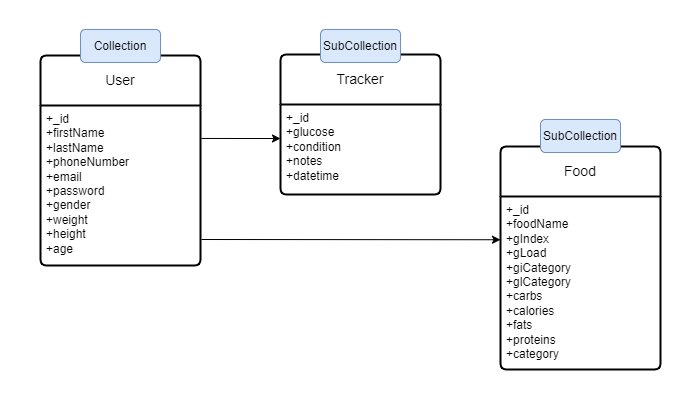 Collection
User
+_id
+firstName
+lastName
+phoneNumber
+email
+password
+gender
+weight
+height
+age
SubCollection
Tracker
+_id
+glucose
+condition
+notes
+datetime
SubCollection
Food
+_id
+foodName
+gIndex
+gLoad
+giCategory
+glCategory
+carbs
+calories
+fats
+proteins
+category